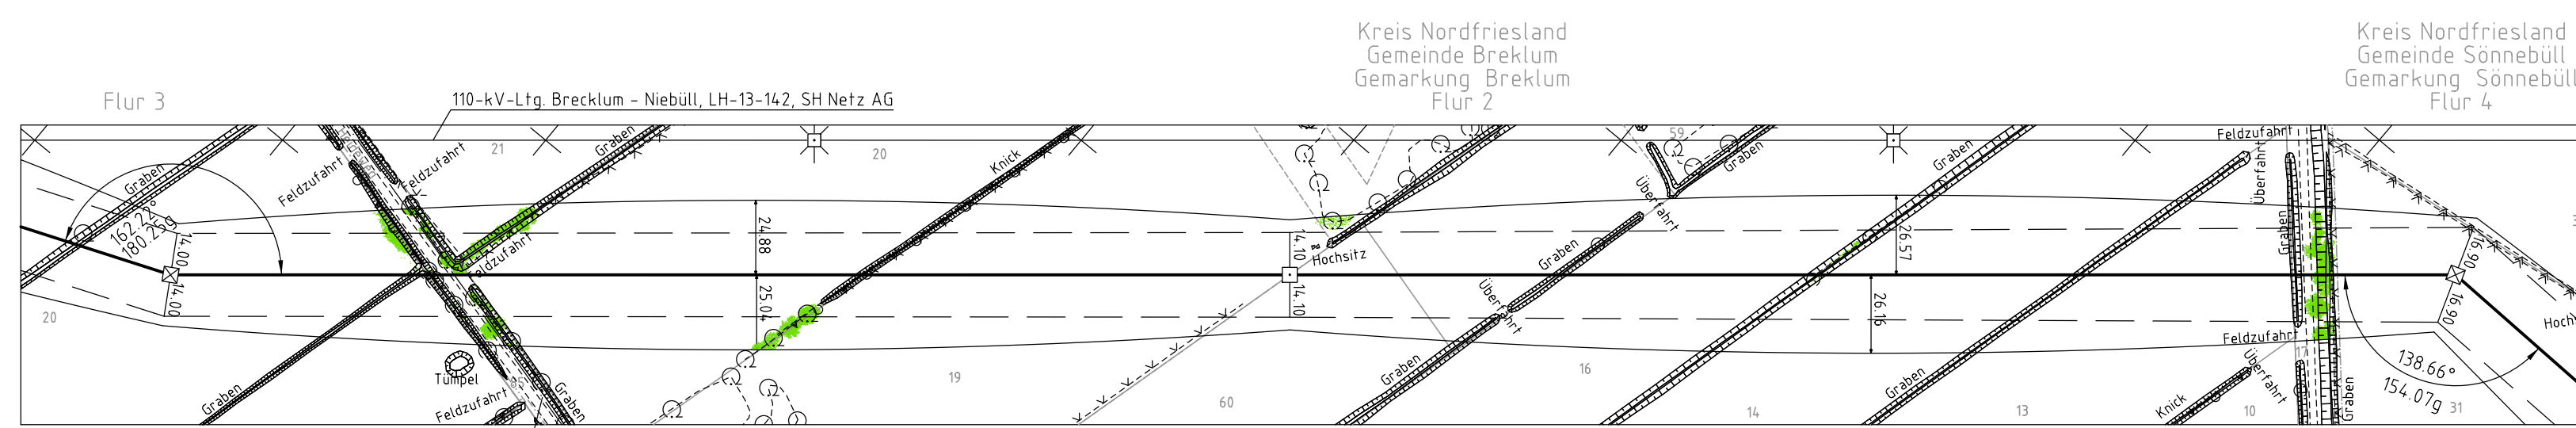 Kreis Nordfriesland
Gemeinde Breklum
Gemarkung Breklum
Flur 2
Kreis Nordfriesland
Gemeinde Sönnebüll
Gemarkung Sönnebüll
Flur 4
Flur 3
110-kV-Ltg. Brecklum - Niebüll, LH-13-142, SH Netz AG
Graben
162.22°
180.25g
14.00
14.00
20
Feldzufahrt
Feldzufahrt
21
Graben
Feldzufahrt
Graben
Tümpel
Feldzufahrt
Graben
20
Knick
24.88
25.04
19
60
14.10
14.10
Hochsitz
59
Graben
Überfahrt
Graben
Überfahrt
Graben
16
Graben
26.57
26.16
14
Graben
13
Feldzufahrt
Überfahrt
Graben
Feldzufahrt
17
Überfahrt
Knick
10
Graben
138.66°
154.07g
31
16.90
16.90